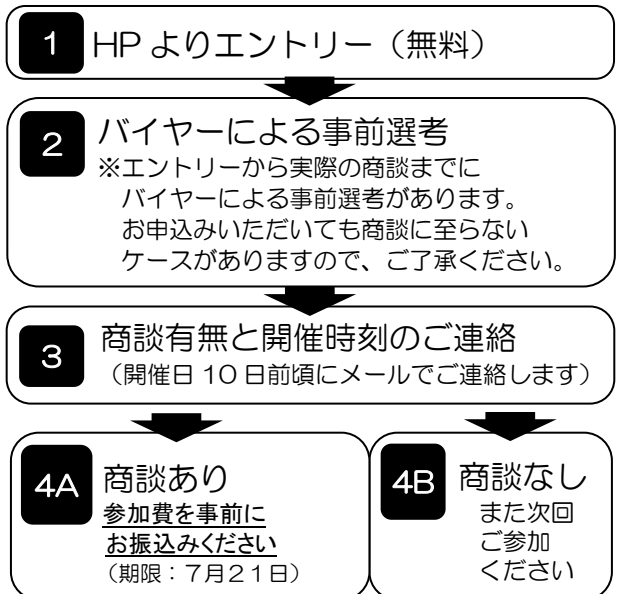 1 HPよりエントリー（無料）
2 バイヤーによる事前選考
※エントリーから実際の商談までに
バイヤーによる事前選考があります。
お申込みいただいても商談に至らない
ケースがありますので、ご了承ください。
3 商談有無と開催時刻のご連絡
（開催日10日前頃にメールでご連絡します）
4A 商談あり
参加費を事前に
お振込みください
（期限：7月21日）
4B 商談なし
また次回
ご参加
ください